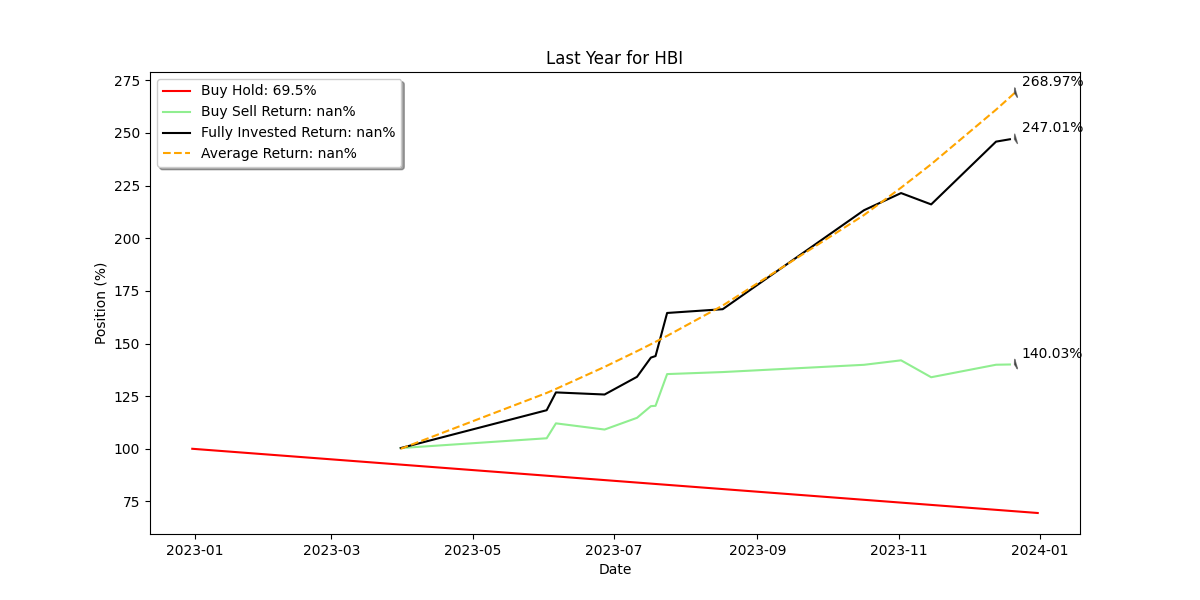 Last Year for HBI
275
250
225
200
175
150
125
100
75
Position (%)
Buy Hold: 69.5%
Buy Sell Return: nan%
Fully Invested Return: nan%
Average Return: nan%
268.97%
247.01%
140.03%
2023-01
2023-03
2023-05
2023-07
2023-09
2023-11
2024-01
Date